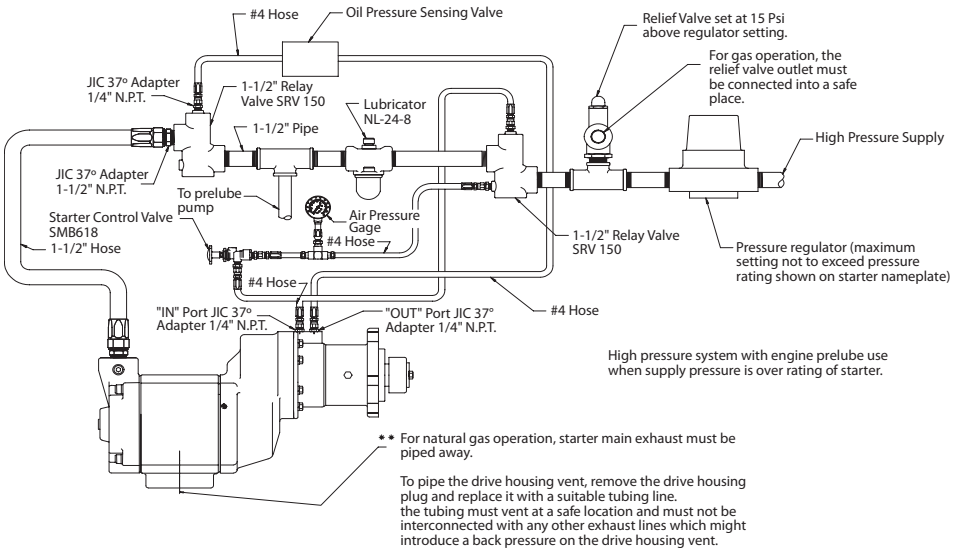 #4 Hose
Oil Pressure Sensing Valve
Relief Valve set at 15 Psi
above regulator setting.
For gas operation, the
relief valve outlet must
be connected into a safe
place.
JIC 37º Adapter
1/4" N.P.T.
1-1/2" Relay
Valve SRV 150
Lubricator
NL-24-8
1-1/2" Pipe
High Pressure Supply
JIC 37º Adapter
1-1/2" N.P.T.
To prelube
pump
Starter Control Valve
SMB618
1-1/2" Hose
Air Pressure
Gage
#4 Hose
1-1/2" Relay Valve
SRV 150
Pressure regulator (maximum
setting not to exceed pressure
rating shown on starter nameplate)
#4 Hose
#4 Hose
"IN" Port JIC 37º
Adapter 1/4" N.P.T.
"OUT" Port JIC 37°
Adapter 1/4" N.P.T.
High pressure system with engine prelube use
when supply pressure is over rating of starter.
** For natural gas operation, starter main exhaust must be
piped away.
To pipe the drive housing vent, remove the drive housing
plug and replace it with a suitable tubing line.
the tubing must vent at a safe location and must not be
interconnected with any other exhaust lines which might
introduce a back pressure on the drive housing vent.